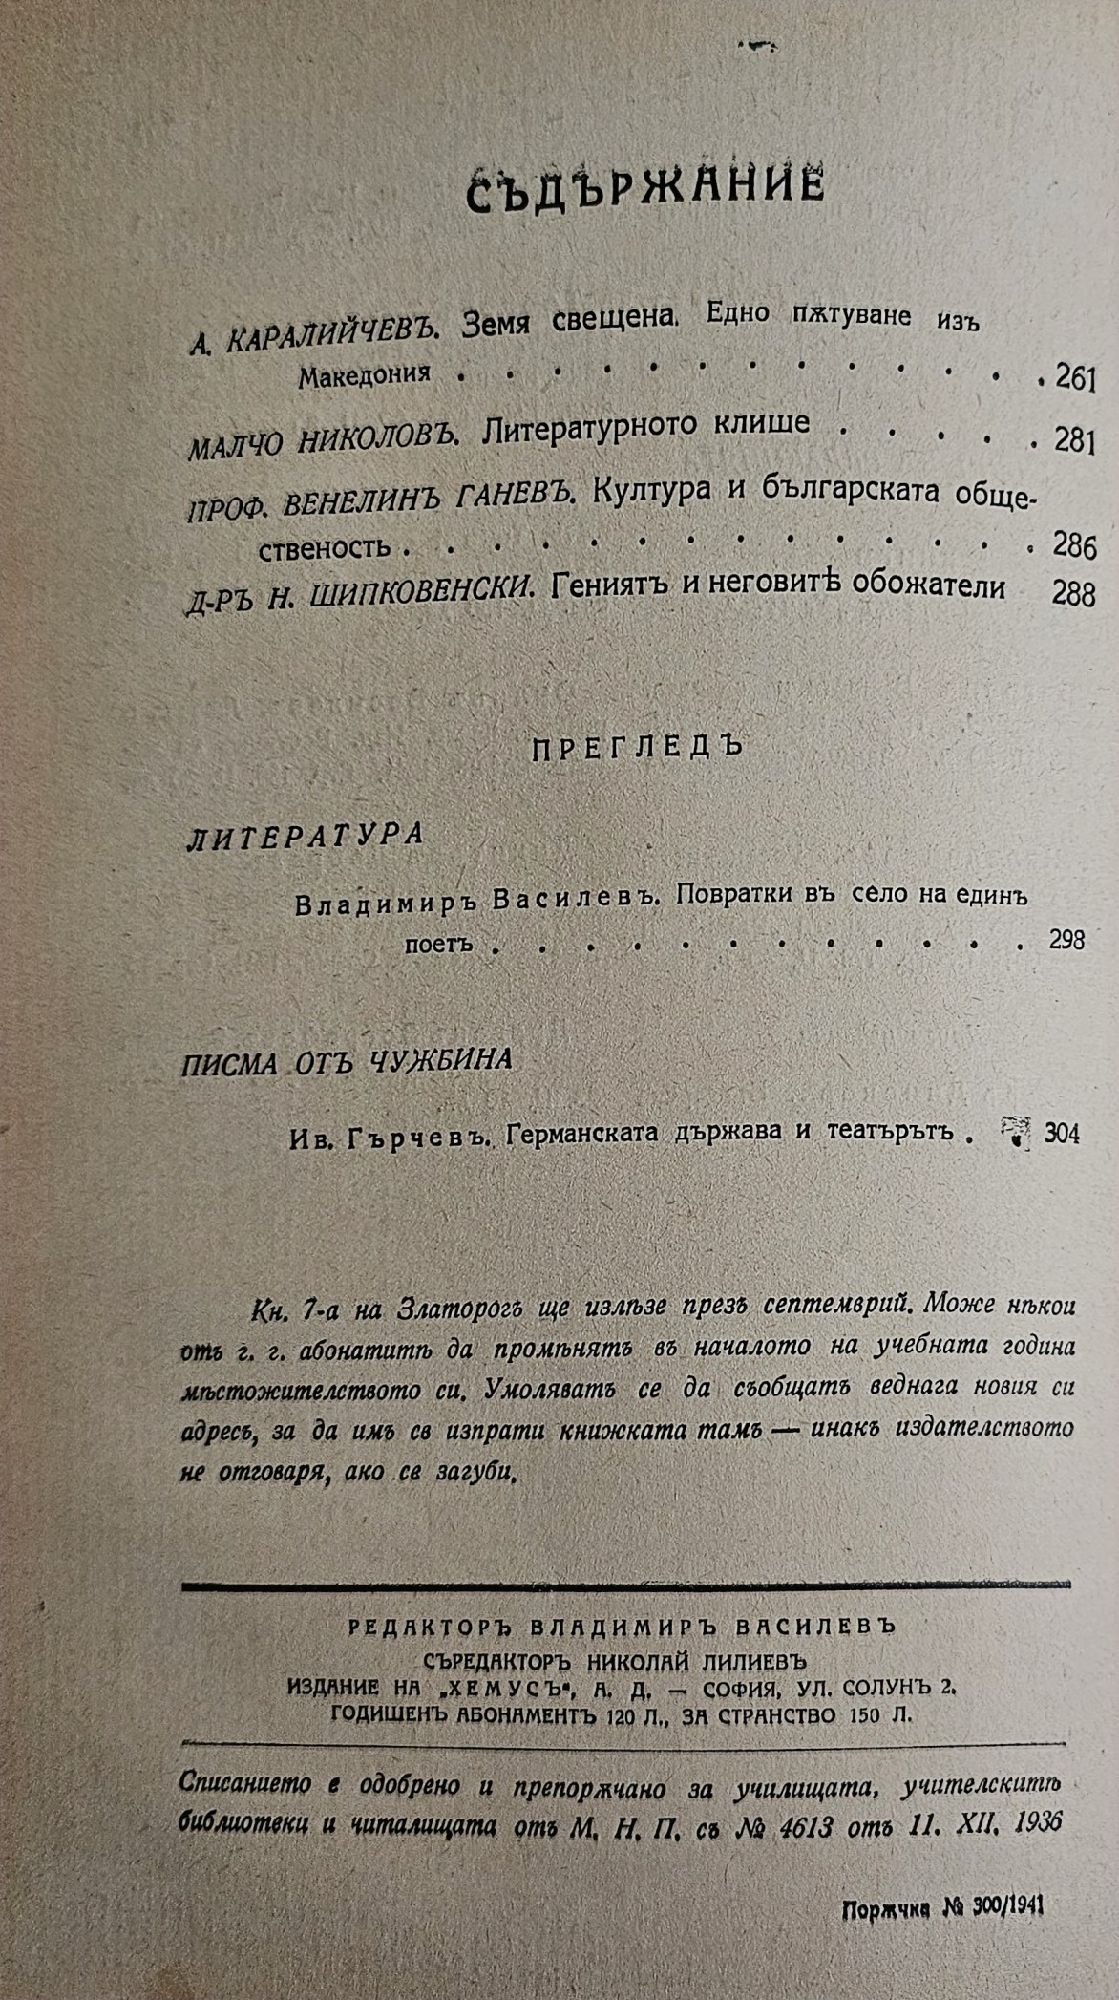 СЪДЪРЖАНИЕ
А. КАРАЛИЙЧЕВЪ. Земя свещена. Едно пѫтуване изъ
Македония . . . . . . . . . . . . . 261
МАЛЧО НИКОЛОВЪ. Литературното клише . . . . . 281
ПРОФ. ВЕНЕЛИНЪ ГАНЕВЪ. Култура и българската обще-
ственость . . . . . . . . . . . . . . 286
Д-РЪ Н. ШИПКОВЕНСКИ. Гениятъ и неговитѣ обожатели 288
ПРЕГЛЕДЪ
ЛИТЕРАТУРА
Владимиръ Василевъ. Повратки въ село на единъ
поетъ . . . . . . . . . . . . 298
ПИСМА ОТЪ ЧУЖБИНА
Ив. Гърчевъ. Германската държава и театърътъ . 304
Кн. 7-а на Златорогъ ще излѣзе презъ септемврий. Може нѣкои
отъ г. г. абонатитѣ да промѣнятъ въ началото на учебната година
мѣстожителството си. Умоляватъ се да съобщатъ веднага новия си
адресъ, за да имъ се изпрати книжката тамъ — инакъ издателството
не отговаря, ако се загуби.
РЕДАКТОРЪ ВЛАДИМИРЪ ВАСИЛЕВЪ
СЪРЕДАКТОРЪ НИКОЛАЙ ЛИЛИЕВЪ
ИЗДАНИЕ НА „ХЕМУСЪ“, А. Д. — СОФИЯ, УЛ. СОЛУНЪ 2.
ГОДИШЕНЪ АБОНАМЕНТЪ 120 Л., ЗА СТРАНСТВО 150 Л.
Списанието е одобрено и препорѫчано за училищата, учителскитѣ
библиотеки и читалищата отъ М. Н. П. съ № 4613 отъ 11. XII. 1936
Порѫчка № 300/1941